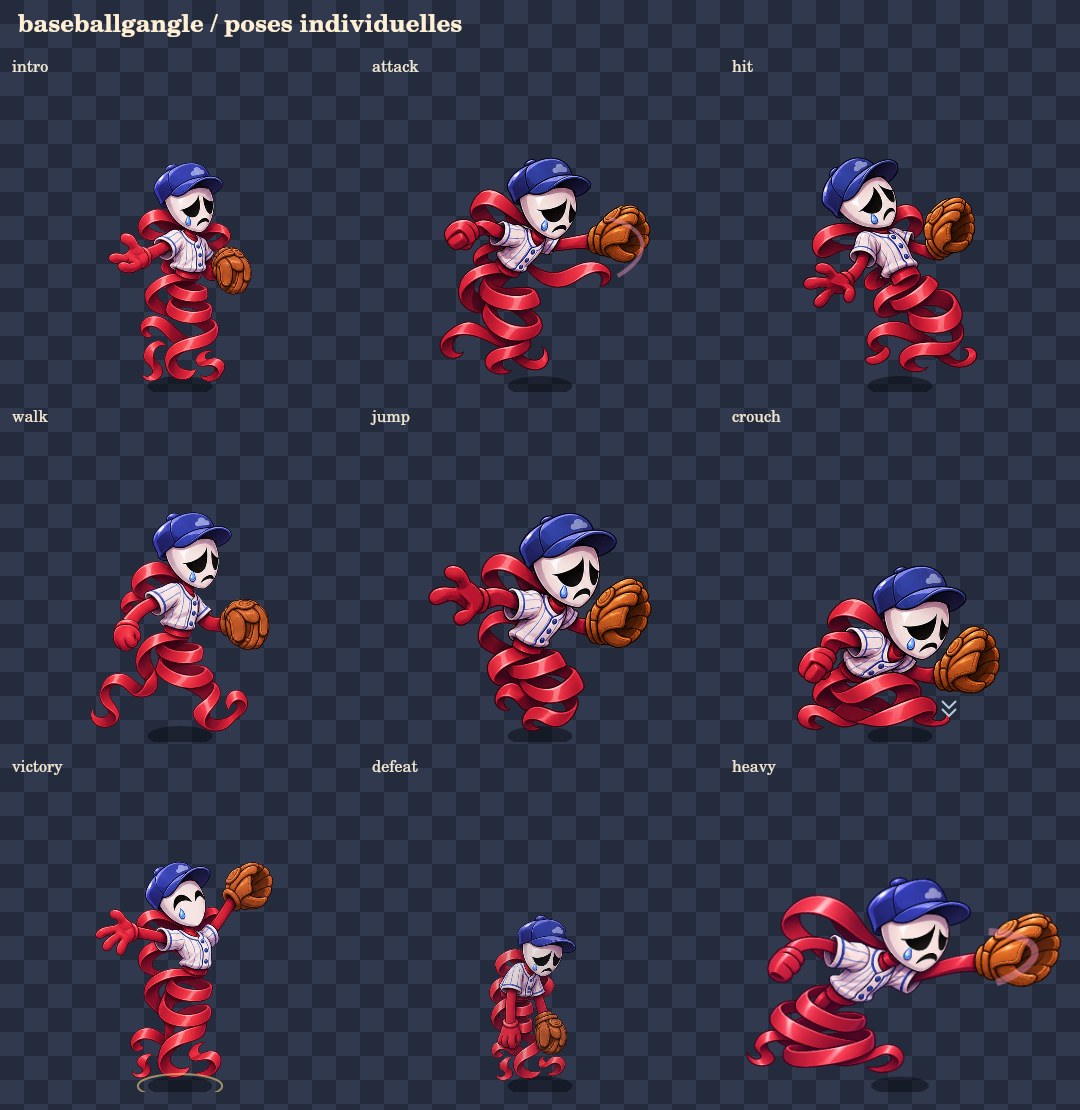 baseballgangle / poses individuelles
intro
attack
hit
walk
jump
crouch
victory
defeat
heavy